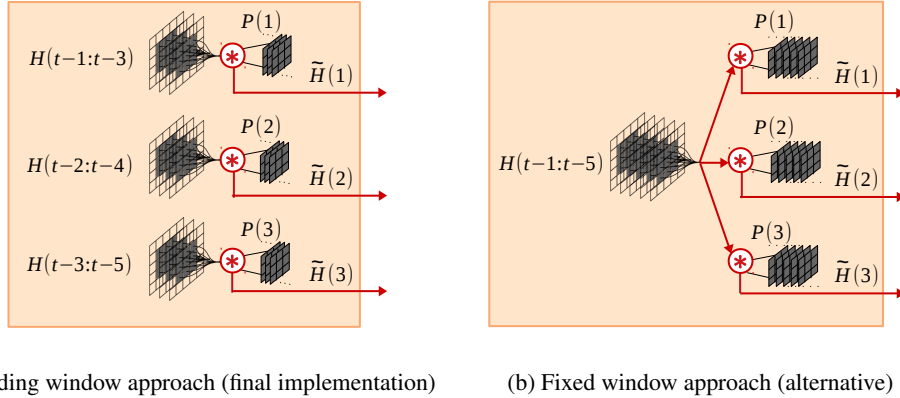 P(1)
H(t−1:t−3)
H̃(1)
P(2)
H(t−2:t−4)
H̃(2)
P(3)
H(t−3:t−5)
H̃(3)
window approach (final implementation)
P(1)
H̃(1)
P(2)
H(t−1:t−5)
H̃(2)
P(3)
H̃(3)
(b) Fixed window approach (alternative)